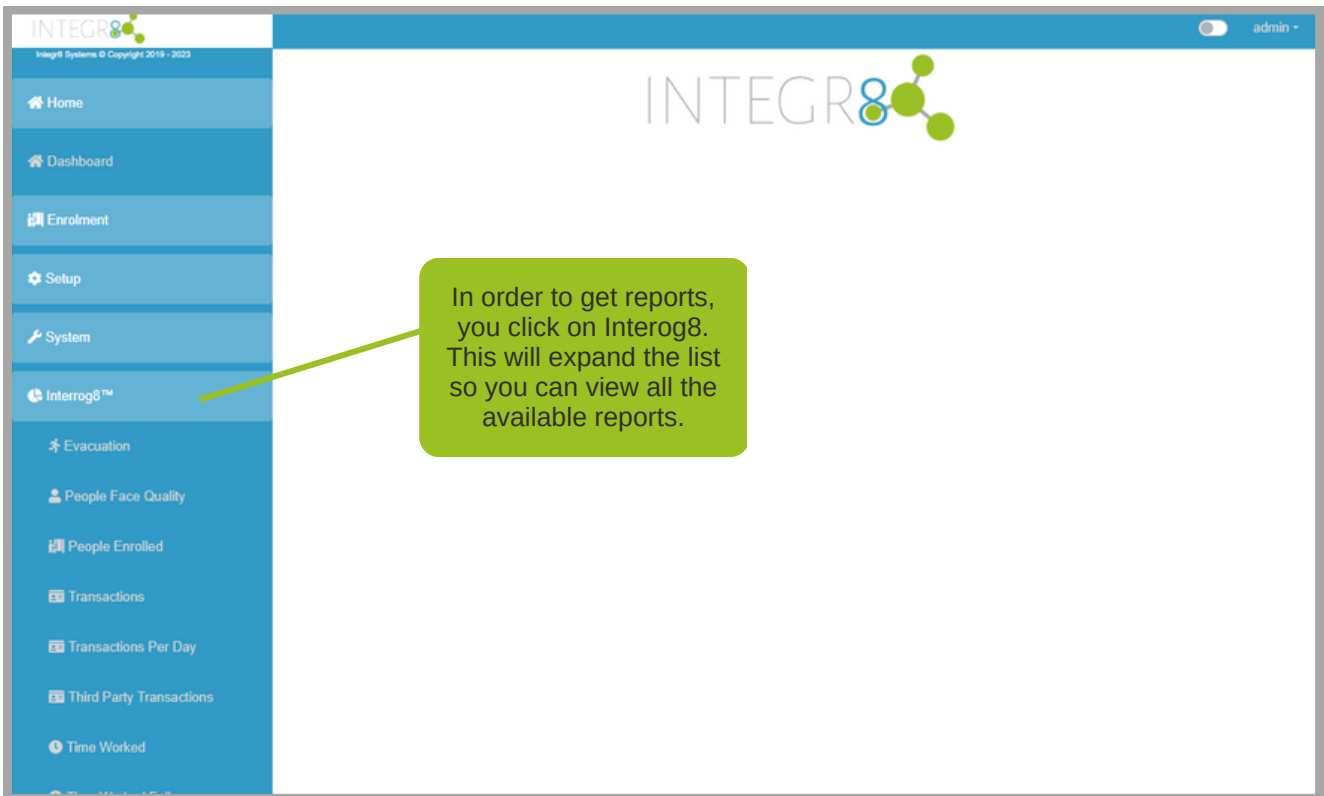 INTEGR8
Integr8 Systems © Copyright 2019 - 2023
admin
INTEGR8
Home
Dashboard
Enrolment
Setup
System
Interrog8™
Evacuation
People Face Quality
People Enrolled
Transactions
Transactions Per Day
Third Party Transactions
Time Worked
In order to get reports,
you click on Interog8.
This will expand the list
so you can view all the
available reports.